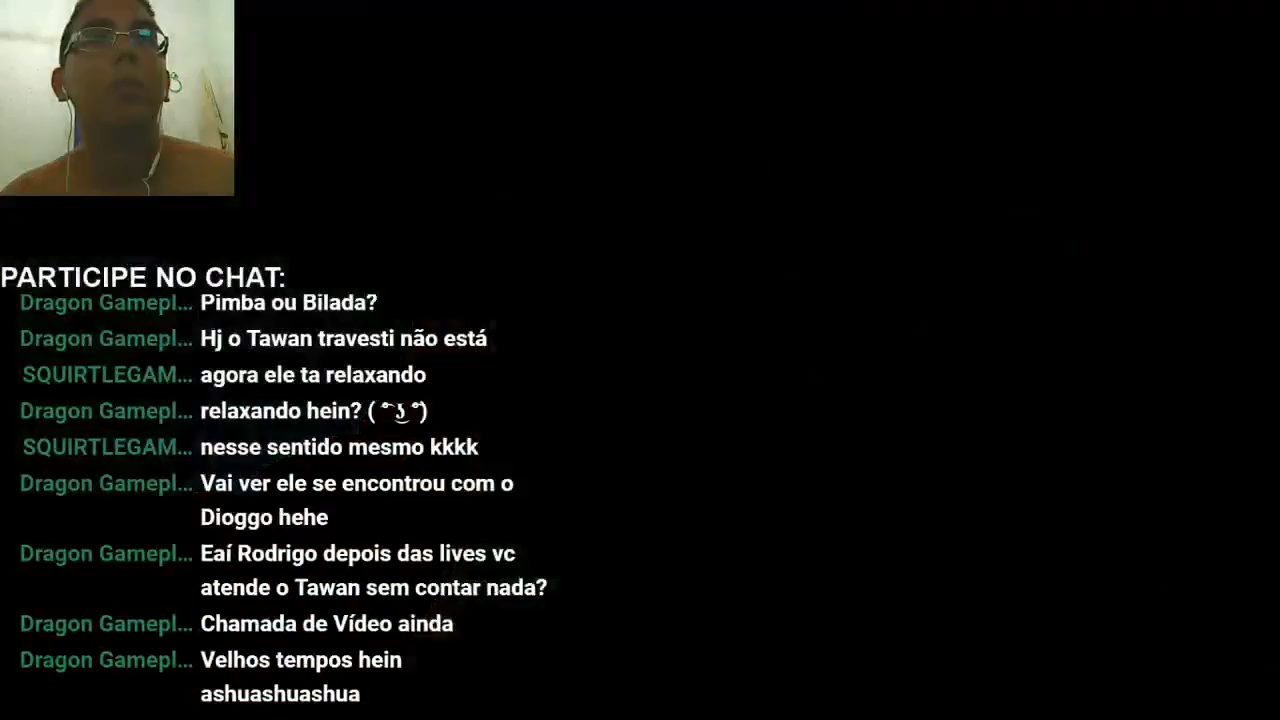 PARTICIPE NO CHAT:
Dragon Gamepl... Pimba ou Bilada?
Dragon Gamepl... Hj o Tawan travesti não está
SQUIRTLEGAM... agora ele ta relaxando
Dragon Gamepl... relaxando hein? ( ͡° ͜ʖ ͡°)
SQUIRTLEGAM... nesse sentido mesmo kkkk
Dragon Gamepl... Vai ver ele se encontrou com o
Dioggo hehe
Dragon Gamepl... Eaí Rodrigo depois das lives vc
atende o Tawan sem contar nada?
Dragon Gamepl... Chamada de Vídeo ainda
Dragon Gamepl... Velhos tempos hein
ashuashuashua